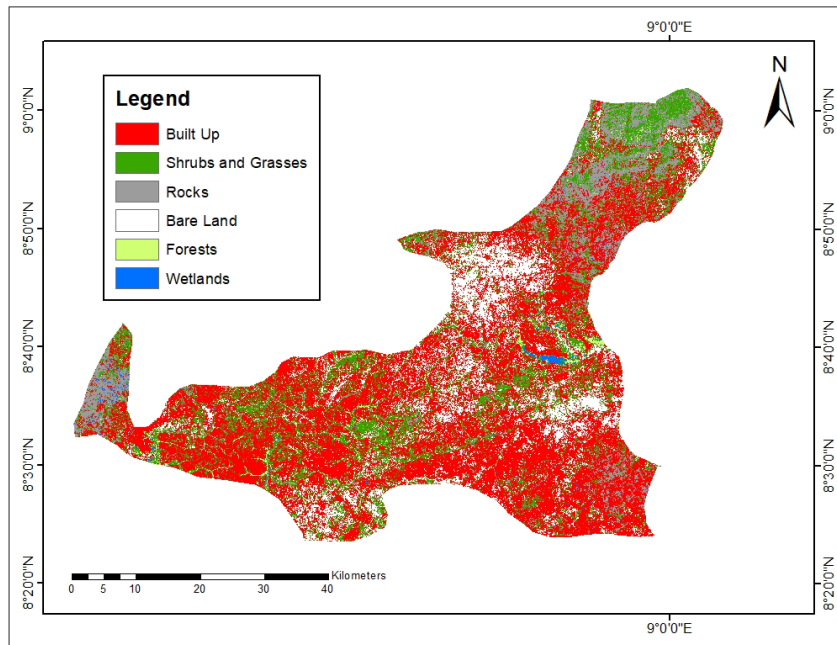 9°0'0"E
N
Legend
Built Up
Shrubs and Grasses
Rocks
Bare Land
Forests
Wetlands
9°0'0"N
9°0'0"N
8°50'0"N
8°50'0"N
8°40'0"N
8°40'0"N
8°30'0"N
8°30'0"N
8°20'0"N
8°20'0"N
Kilometers
0 5 10 20 30 40
9°0'0"E